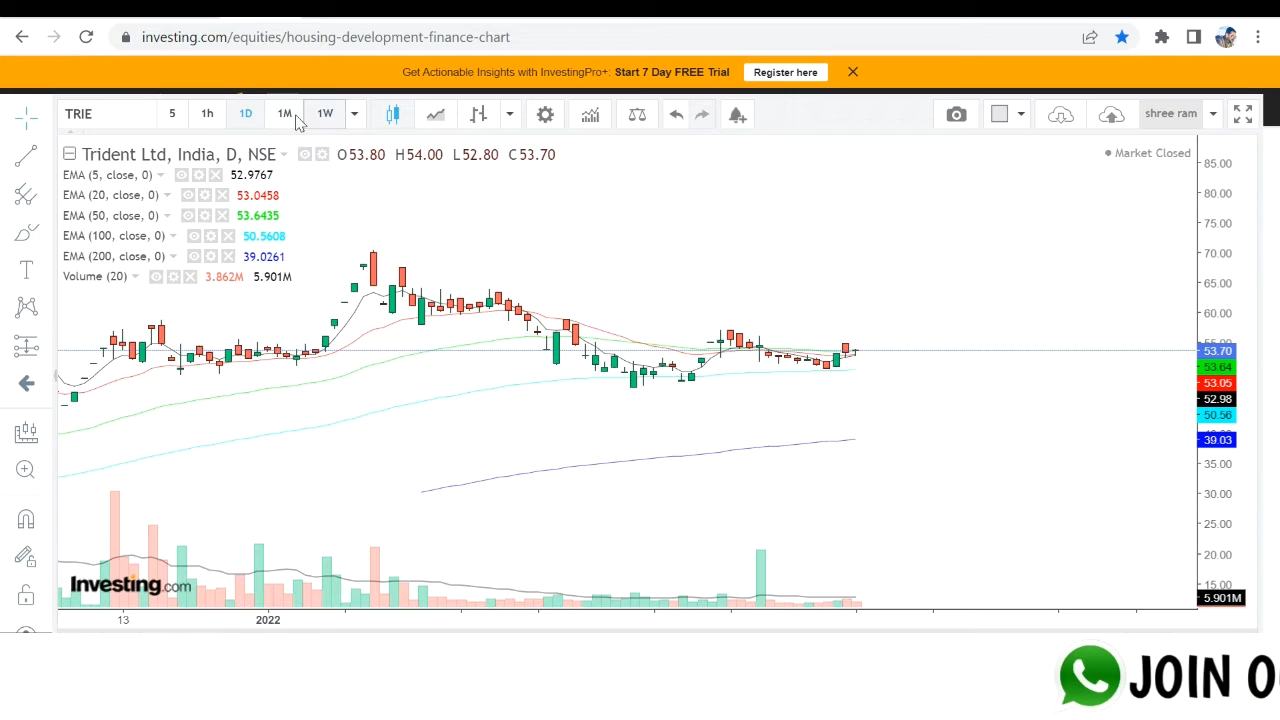 investing.com/equities/housing-development-finance-chart
Get Actionable Insights with InvestingPro+: Start 7 Day FREE Trial Register here
TRIE 5 1h 1D 1M 1W shree ram
Trident Ltd, India, D, NSE O53.80 H54.00 L52.80 C53.70 Market Closed
EMA (5, close, 0) 52.9767
EMA (20, close, 0) 53.0458
EMA (50, close, 0) 53.6435
EMA (100, close, 0) 50.5608
EMA (200, close, 0) 39.0261
Volume (20) 3.862M 5.901M
85.00
80.00
75.00
70.00
65.00
60.00
53.70
53.64
53.05
52.98
50.56
39.03
35.00
30.00
25.00
20.00
15.00
Investing.com
5.901M
13 2022
JOIN O